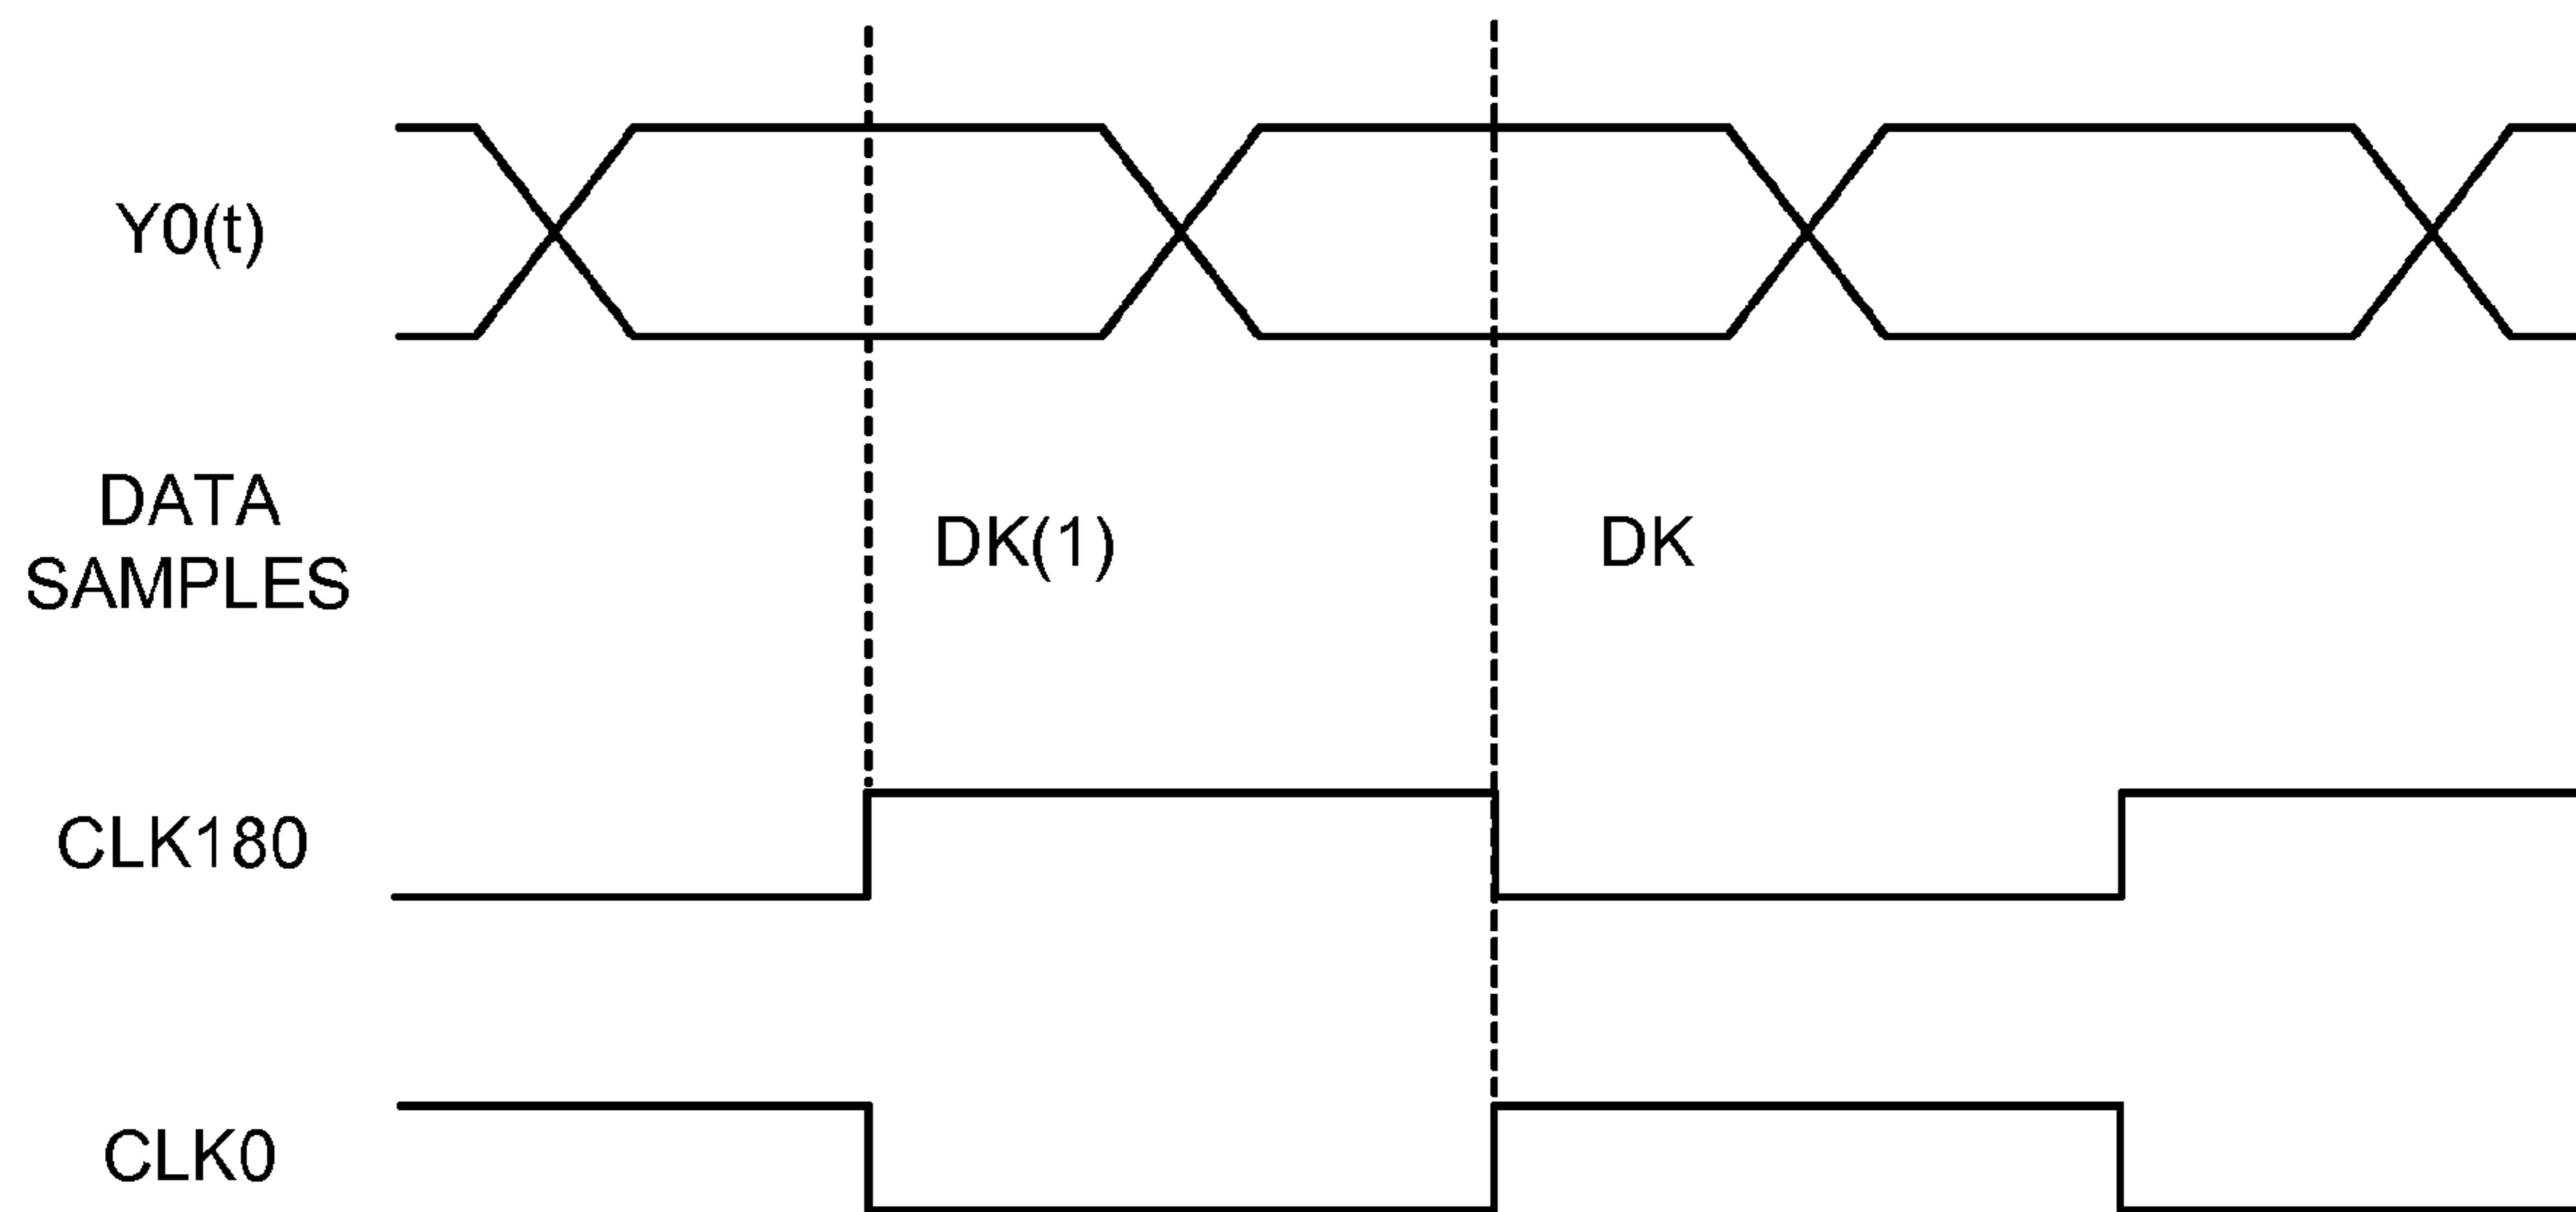 Y0(t)
DATA
SAMPLES
DK(1)
DK
CLK180
CLK0